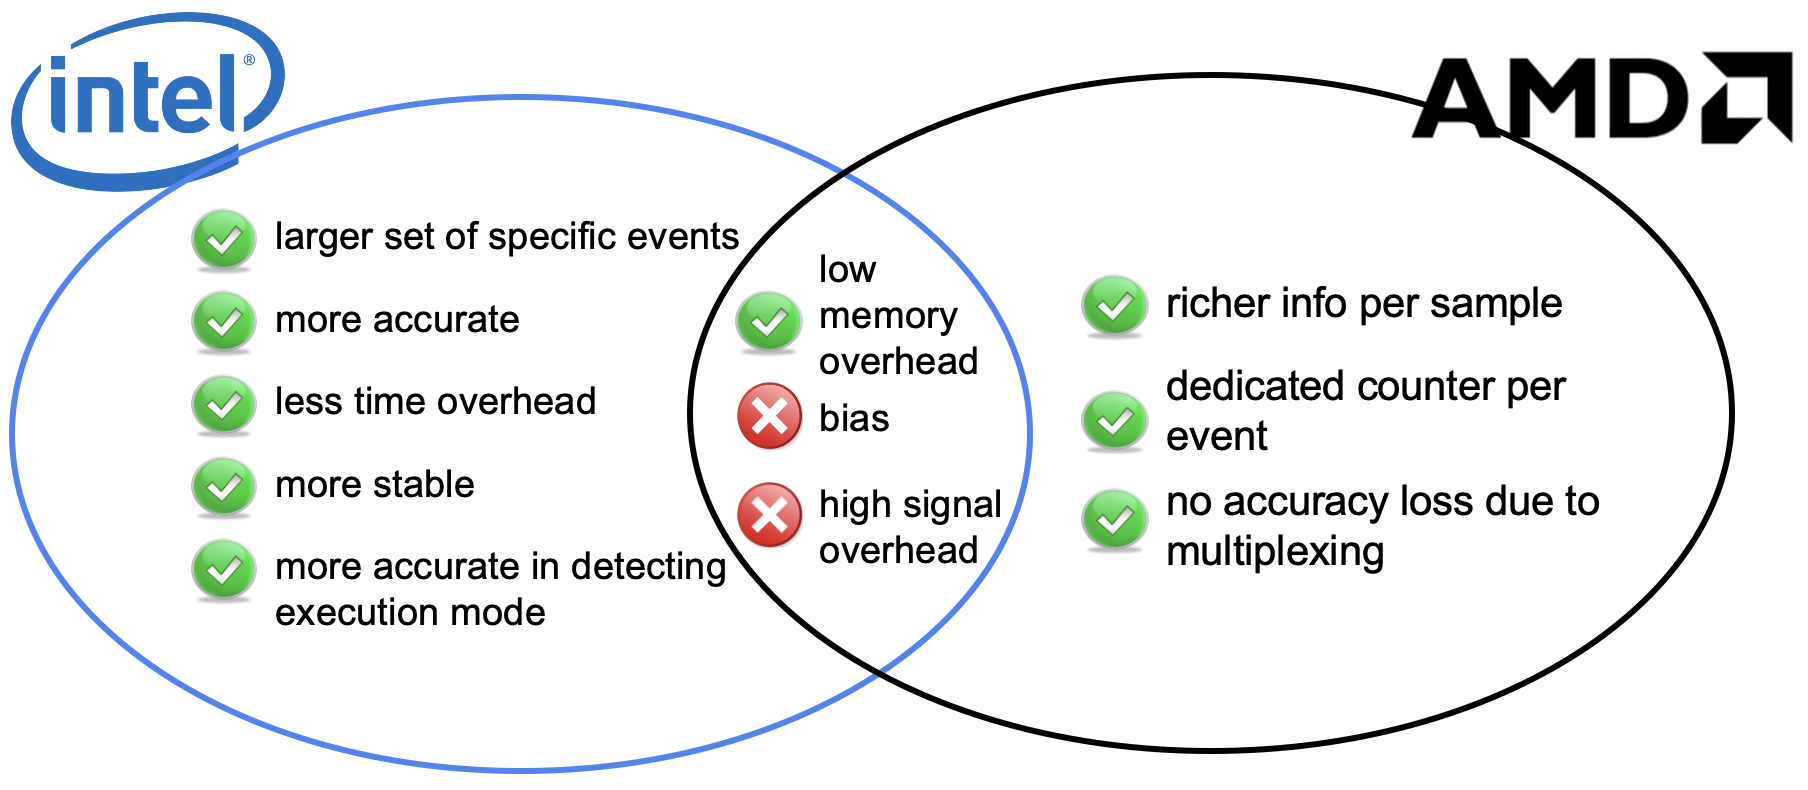 intel®
AMD
larger set of specific events
more accurate
less time overhead
more stable
more accurate in detecting
execution mode
low
memory
overhead
bias
high signal
overhead
richer info per sample
dedicated counter per
event
no accuracy loss due to
multiplexing